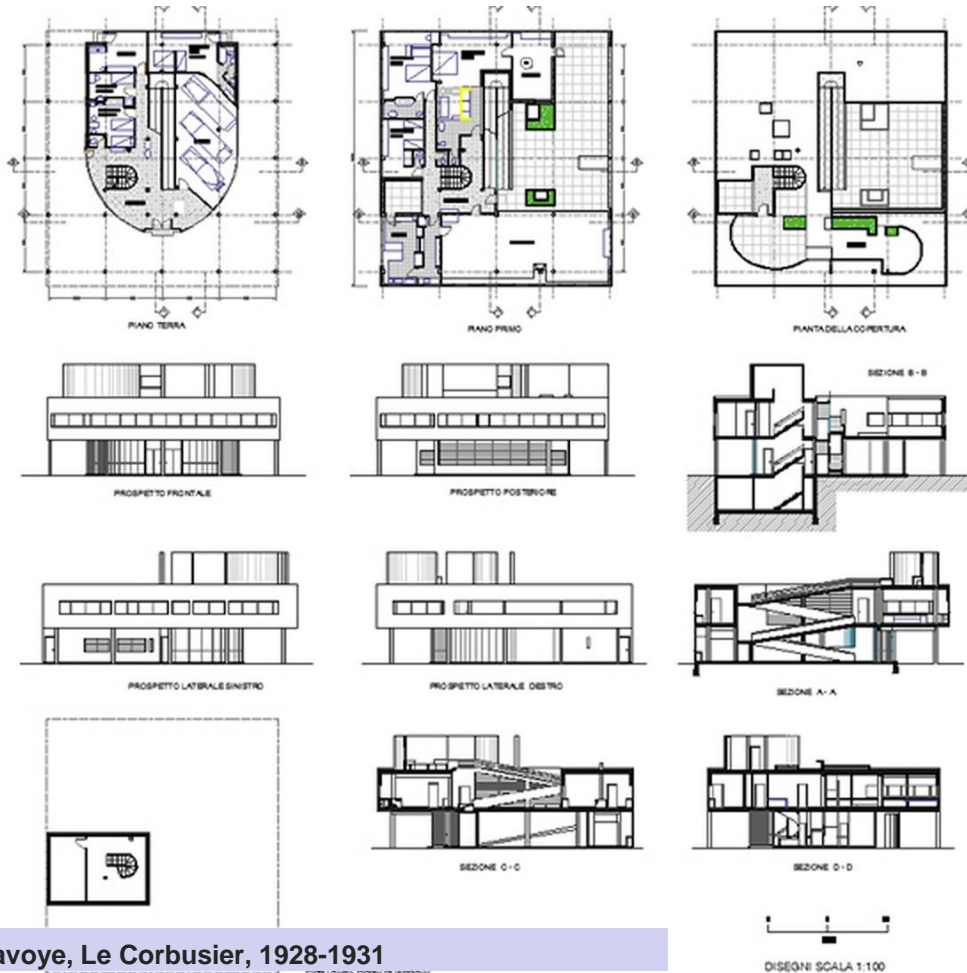 PIANO TERRA
PIANO PRIMO
PIANTA DELLA COPERTURA
PROSPETTO FRONTALE
PROSPETTO POSTERIORE
SEZIONE B - B
PROSPETTO LATERALE SINISTRO
PROSPETTO LATERALE DESTRO
SEZIONE A - A
SEZIONE C - C
SEZIONE D - D
avoye, Le Corbusier, 1928-1931
DISEGNI SCALA 1:100